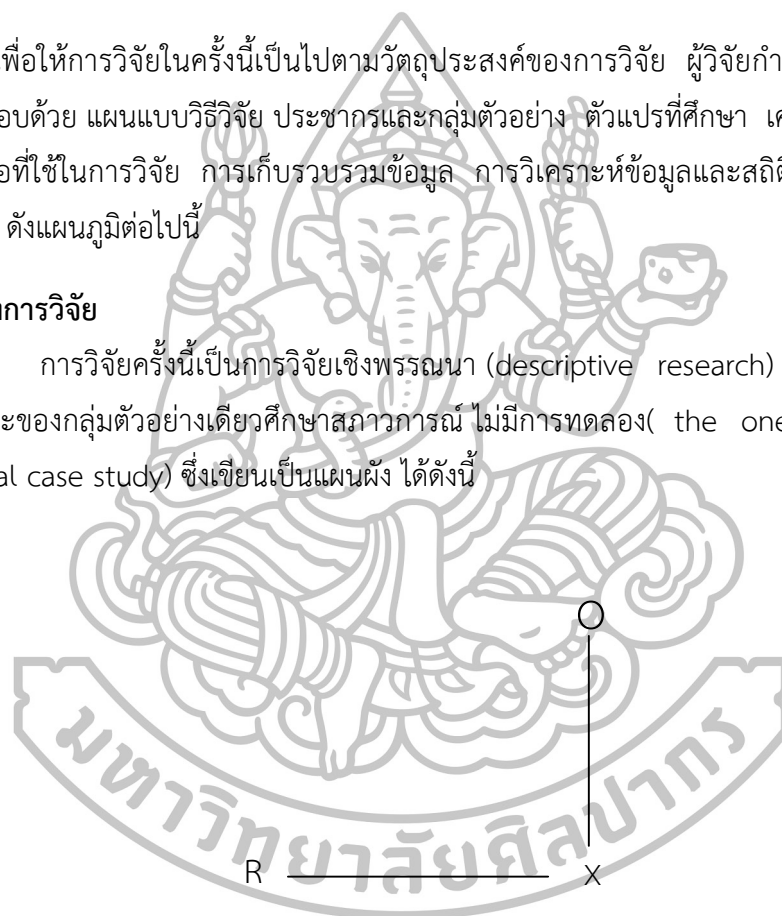 พื่อให้การวิจัยในครั้งนี้เป็นไปตามวัตถุประสงค์ของการวิจัย ผู้วิจัยกำ
อบด้วย แผนแบบวิธีวิจัย ประชากรและกลุ่มตัวอย่าง ตัวแปรที่ศึกษา เค
อที่ใช้ในการวิจัย การเก็บรวบรวมข้อมูล การวิเคราะห์ข้อมูลและสถิติ
ดังแผนภูมิต่อไปนี้
การวิจัย
การวิจัยครั้งนี้เป็นการวิจัยเชิงพรรณนา (descriptive research)
ะของกลุ่มตัวอย่างเดียวศึกษาสภาวการณ์ ไม่มีการทดลอง( the one
al case study) ซึ่งเขียนเป็นแผนผัง ได้ดังนี้
O
R X
มหาวิทยาลัยศิลปากร